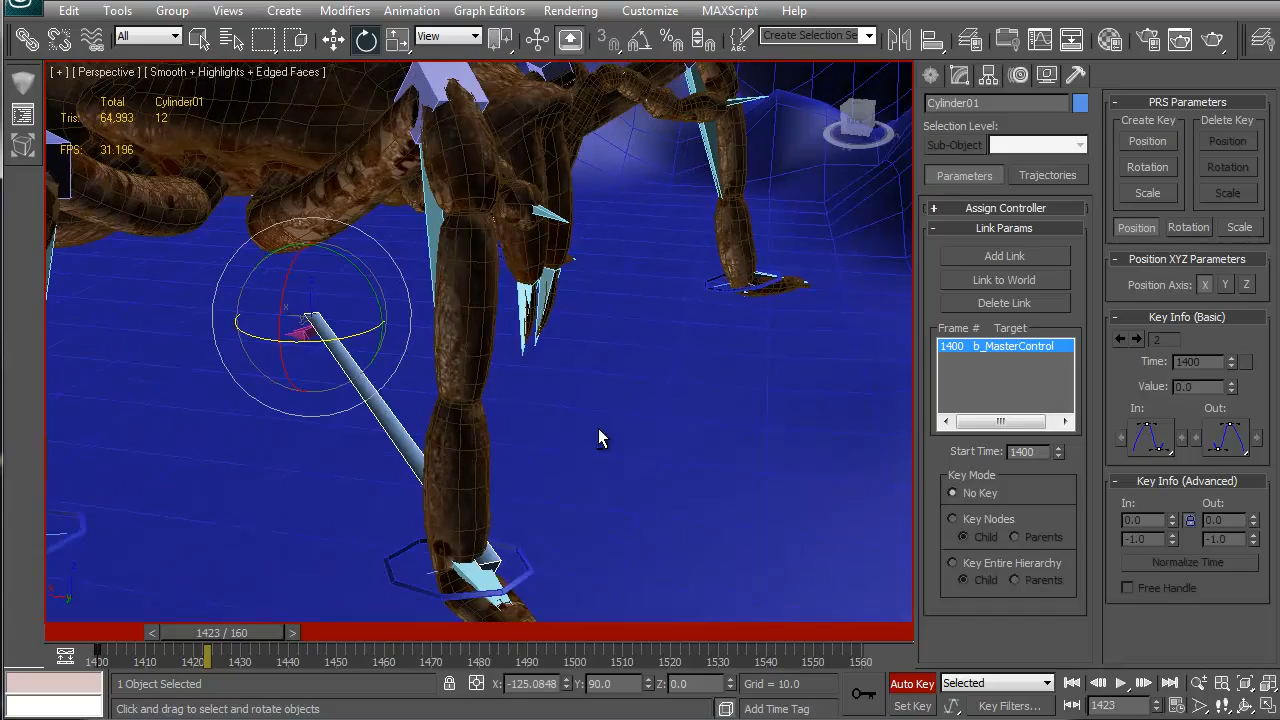 Edit Tools Group Views Create Modifiers Animation Graph Editors Rendering Customize MAXScript Help
All View Create Selection Se
[ + ] [ Perspective ] [ Smooth + Highlights + Edged Faces ]
Total Cylinder01
Tris: 64,993 12
FPS: 31.196
Cylinder01
Selection Level:
Sub-Object
Parameters Trajectories
+ Assign Controller
- Link Params
Add Link
Link to World
Delete Link
Frame # Target
1400 b_MasterControl
Start Time: 1400
Key Mode
No Key
Key Nodes
Child Parents
Key Entire Hierarchy
Child Parents
- PRS Parameters
Create Key Delete Key
Position Position
Rotation Rotation
Scale Scale
Position Rotation Scale
- Position XYZ Parameters
Position Axis: X Y Z
- Key Info (Basic)
2
Time: 1400
Value: 0.0
In: Out:
- Key Info (Advanced)
In: Out:
0.0 0.0
-1.0 -1.0
Normalize Time
Free Handle
< 1423 / 160 >
1400 1410 1420 1430 1440 1450 1460 1470 1480 1490 1500 1510 1520 1530 1540 1550 1560
1 Object Selected X: -125.0848 Y: 90.0 Z: 0.0 Grid = 10.0 Auto Key Selected
Click and drag to select and rotate objects Add Time Tag Set Key Key Filters... 1423